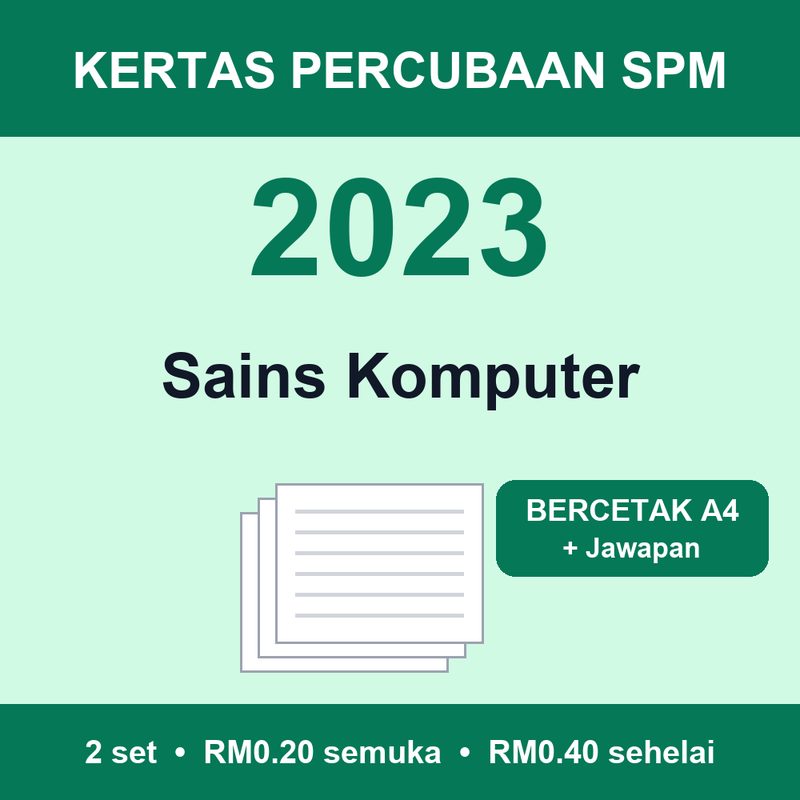 KERTAS PERCUBAAN SPM
2023
Sains Komputer
BERCETAK A4
+ Jawapan
2 set • RM0.20 semuka • RM0.40 sehelai